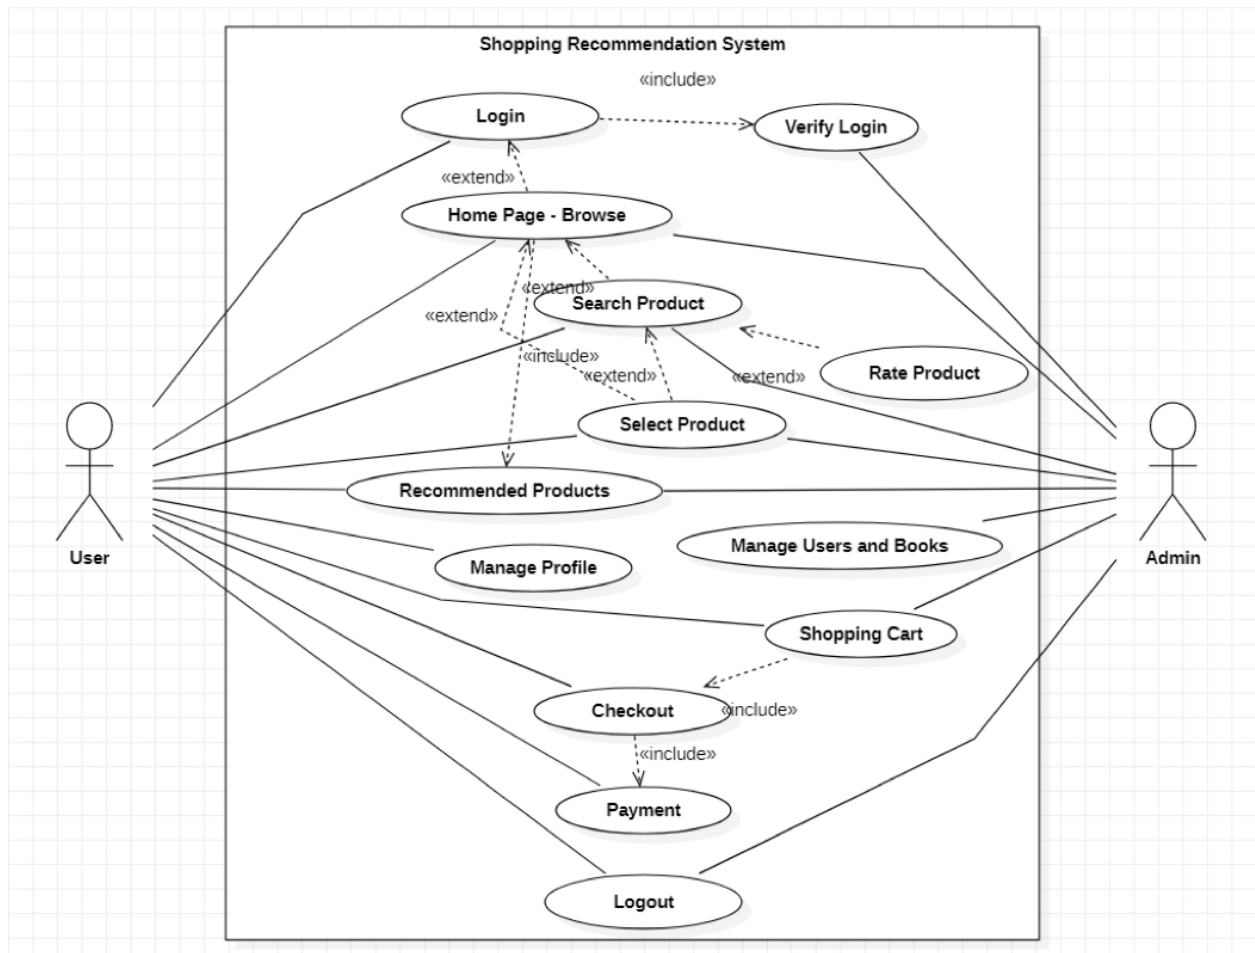 Shopping Recommendation System
«include»
Login
Verify Login
«extend»
Home Page - Browse
«extend»
Search Product
«extend»
«include»
«extend»
«extend»
Rate Product
Select Product
Recommended Products
Manage Users and Books
User
Admin
Manage Profile
Shopping Cart
Checkout
«include»
«include»
Payment
Logout